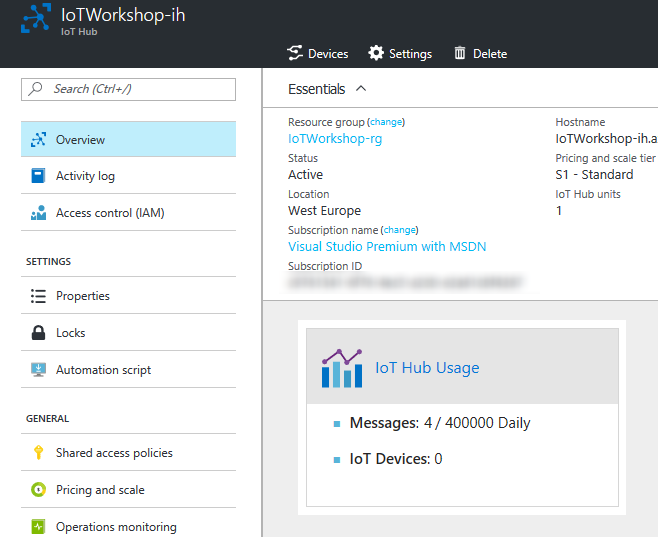 IoTWorkshop-ih
IoT Hub
Devices
Settings
Delete
Search (Ctrl+/)
Overview
Activity log
Access control (IAM)
SETTINGS
Properties
Locks
Automation script
GENERAL
Shared access policies
Pricing and scale
Operations monitoring
Essentials
Resource group (change)
IoTWorkshop-rg
Status
Active
Location
West Europe
Subscription name (change)
Visual Studio Premium with MSDN
Subscription ID
Hostname
IoTWorkshop-ih.a
Pricing and scale tier
S1 - Standard
IoT Hub units
1
IoT Hub Usage
Messages: 4 / 400000 Daily
IoT Devices: 0